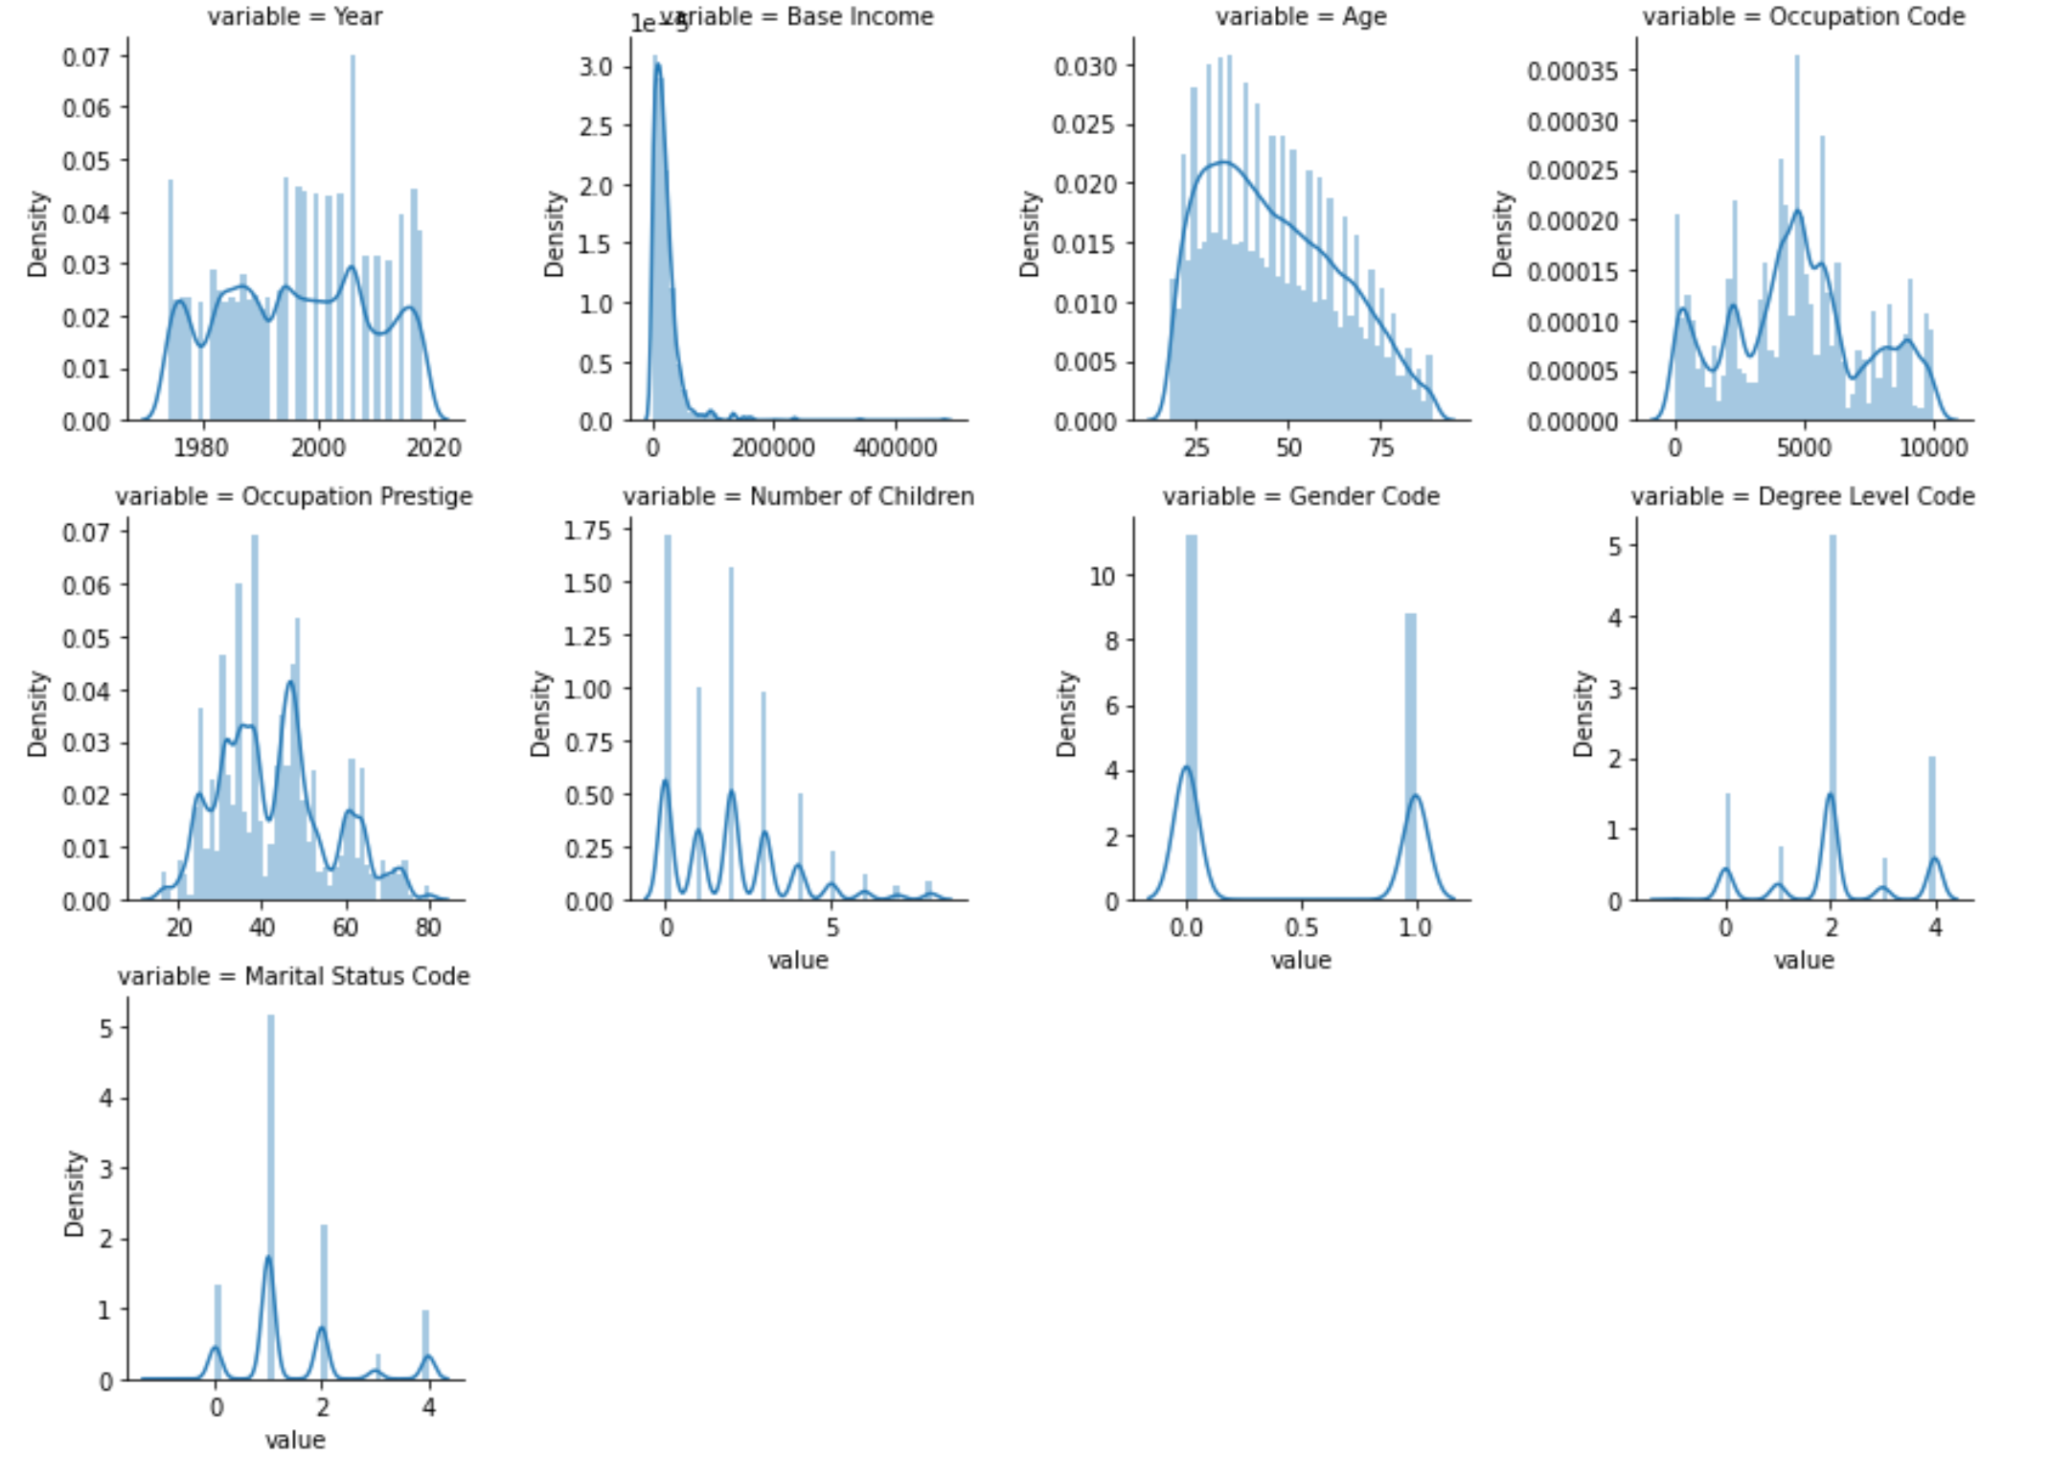 variable = Year
0.07
0.06
0.05
0.04
0.03
0.02
0.01
0.00
Density
1980 2000 2020
1e−5
variable = Base Income
3.0
2.5
2.0
1.5
1.0
0.5
0.0
Density
0 200000 400000
variable = Age
0.030
0.025
0.020
0.015
0.010
0.005
0.000
Density
25 50 75
variable = Occupation Code
0.00035
0.00030
0.00025
0.00020
0.00015
0.00010
0.00005
0.00000
Density
0 5000 10000
variable = Occupation Prestige
0.07
0.06
0.05
0.04
0.03
0.02
0.01
0.00
Density
20 40 60 80
variable = Number of Children
1.75
1.50
1.25
1.00
0.75
0.50
0.25
0.00
Density
0 5
value
variable = Gender Code
10
8
6
4
2
0
Density
0.0 0.5 1.0
value
variable = Degree Level Code
5
4
3
2
1
0
Density
0 2 4
value
variable = Marital Status Code
5
4
3
2
1
0
Density
0 2 4
value